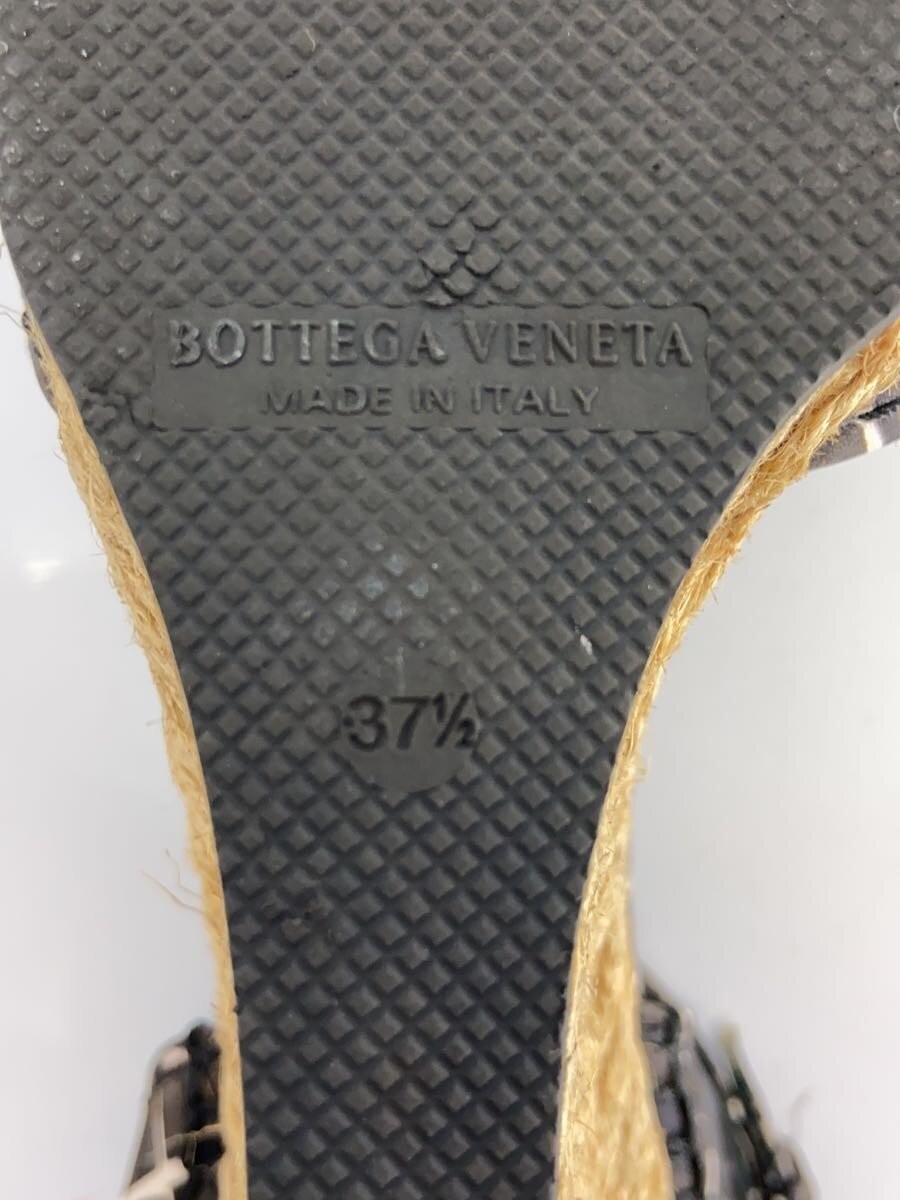 BOTTEGA VENETA
MADE IN ITALY
37½